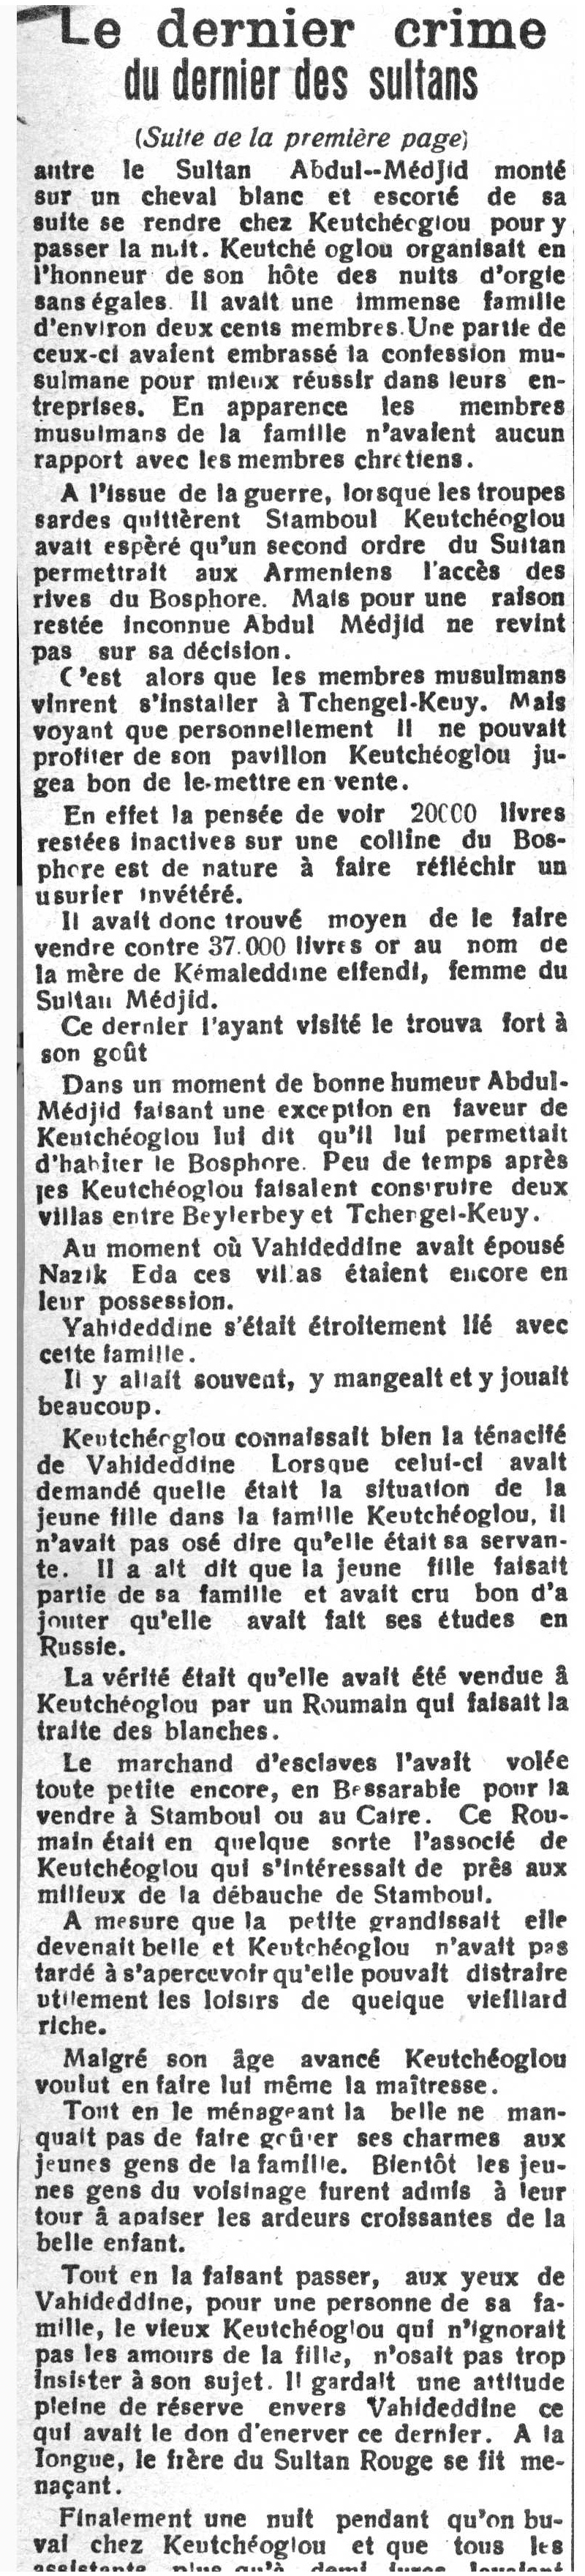 Le dernier crime
du dernier des sultans
(Suite de la première page)
autre le Sultan Abdul--Médjid monté
sur un cheval blanc et escorté de sa
suite se rendre chez Keutchéoglou pour y
passer la nuit. Keutché oglou organisait en
l'honneur de son hôte des nuits d'orgie
sans égales. Il avait une immense famille
d'environ deux cents membres. Une partie de
ceux-ci avaient embrassé la confession mu-
sulmane pour mieux réussir dans leurs en-
treprises. En apparence les membres
musulmans de la famille n'avaient aucun
rapport avec les membres chrétiens.
A l'issue de la guerre, lorsque les troupes
sardes quittèrent Stamboul Keutchéoglou
avait espèré qu'un second ordre du Sultan
permettrait aux Armeniens l'accès des
rives du Bosphore. Mais pour une raison
restée inconnue Abdul Médjid ne revint
pas sur sa décision.
C'est alors que les membres musulmans
vinrent s'installer à Tchengel-Keuy. Mais
voyant que personnellement il ne pouvait
profiter de son pavillon Keutchéoglou ju-
gea bon de le-mettre en vente.
En effet la pensée de voir 20000 livres
restées inactives sur une colline du Bos-
phore est de nature à faire réfléchir un
usurier invétéré.
Il avait donc trouvé moyen de le faire
vendre contre 37.000 livres or au nom de
la mère de Kémaleddine effendi, femme du
Sultan Médjid.
Ce dernier l'ayant visité le trouva fort à
son goût
Dans un moment de bonne humeur Abdul-
Médjid faisant une exception en faveur de
Keutchéoglou lui dit qu'il lui permettait
d'habiter le Bosphore. Peu de temps après
les Keutchéoglou faisaient construire deux
villas entre Beylerbey et Tchengel-Keuy.
Au moment où Vahideddine avait épousé
Nazik Eda ces villas étaient encore en
leur possession.
Vahideddine s'était étroitement lié avec
cette famille.
Il y allait souvent, y mangeait et y jouait
beaucoup.
Keutchéoglou connaissait bien la ténacité
de Vahideddine Lorsque celui-ci avait
demandé quelle était la situation de la
jeune fille dans la famille Keutchéoglou, il
n'avait pas osé dire qu'elle était sa servan-
te. Il a ait dit que la jeune fille faisait
partie de sa famille et avait cru bon d'a
jouter qu'elle avait fait ses études en
Russie.
La vérité était qu'elle avait été vendue â
Keutchéoglou par un Roumain qui faisait la
traite des blanches.
Le marchand d'esclaves l'avait volée
toute petite encore, en Bessarabie pour la
vendre à Stamboul ou au Caire. Ce Rou-
main était en quelque sorte l'associé de
Keutchéoglou qui s'intéressait de près aux
milieux de la débauche de Stamboul.
A mesure que la petite grandissait elle
devenait belle et Keutchéoglou n'avait pas
tardé à s'apercevoir qu'elle pouvait distraire
utilement les loisirs de quelque vieillard
riche.
Malgré son âge avancé Keutchéoglou
voulut en faire lui même la maîtresse.
Tout en le ménageant la belle ne man-
quait pas de faire goûter ses charmes aux
jeunes gens de la famille. Bientôt les jeu-
nes gens du voisinage furent admis à leur
tour â apaiser les ardeurs croissantes de la
belle enfant.
Tout en la faisant passer, aux yeux de
Vahideddine, pour une personne de sa fa-
mille, le vieux Keutchéoglou qui n'ignorait
pas les amours de la fille, n'osait pas trop
insister à son sujet. Il gardait une attitude
pleine de réserve envers Vahideddine ce
qui avait le don d'enerver ce dernier. A la
longue, le frère du Sultan Rouge se fit me-
naçant.
Finalement une nuit pendant qu'on bu-
vai chez Keutchéoglou et que tous les
assistants plus qu'à demi